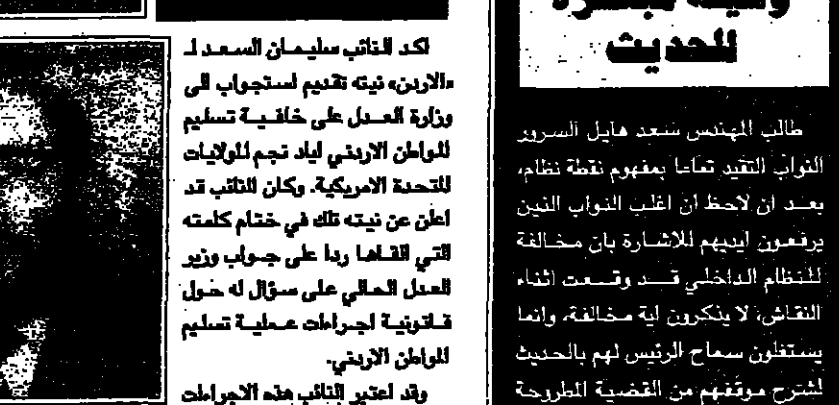 للحديث
طالب المهندس سعد هايل السرور
النواب التقيد تماما بمفهوم نقطة نظام،
بعد ان لاحظ ان اغلب النواب الذين
يرفعون ايديهم للاشارة بان مخالفة
للنظام الداخلي قد وقعت اثناء
النقاش، لا يذكرون اية مخالفة، وانما
يستغلون سماح الرئيس لهم بالحديث
لشرح موقفهم من القضية المطروحة
اكد النائب سليمان السعد لـ
«الاردن» نيته تقديم استجواب الى
وزارة العدل على خلفية تسليم
المواطن الاردني اياد نجم للولايات
المتحدة الامريكية. وكان النائب قد
اعلن عن نيته تلك في ختام كلمته
التي القاها ردا على جواب وزير
العدل الحالي على سؤال له حول
قانونية اجراءات عملية تسليم
المواطن الاردني.
وقد اعتبر النائب هذه الاجراءات